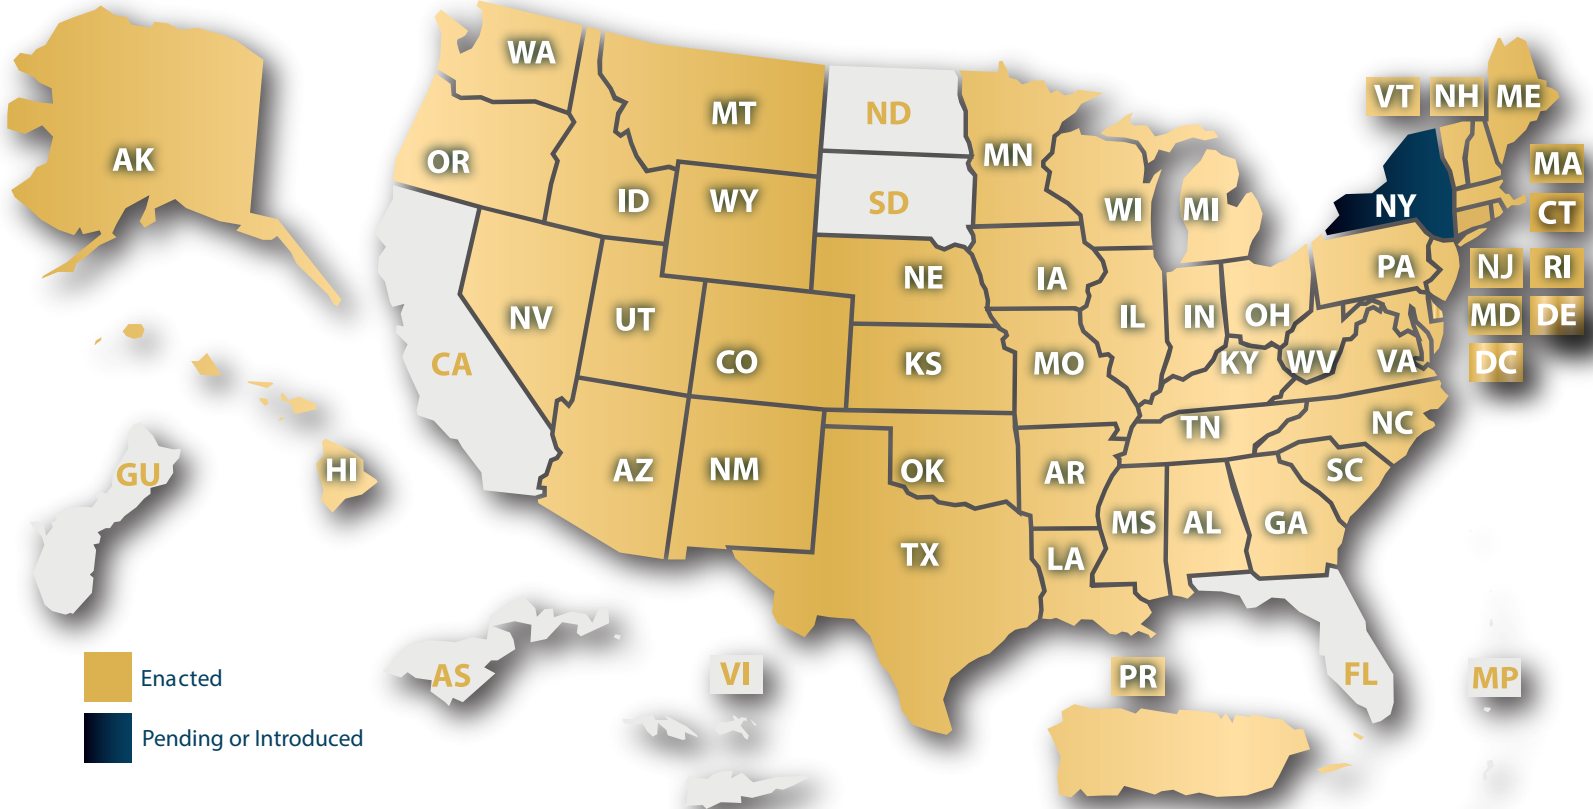 WA
VT NH ME
AK
OR
MT
ND
MN
MA
ID
WY
SD
WI
MI
NY
CT
NV
UT
NE
IA
IL
IN
OH
PA
NJ
RI
CA
CO
KS
MO
KY
WV
VA
MD
DE
DC
GU
HI
AZ
NM
OK
AR
TN
NC
SC
TX
LA
MS
AL
GA
AS
VI
PR
FL
MP
Enacted
Pending or Introduced